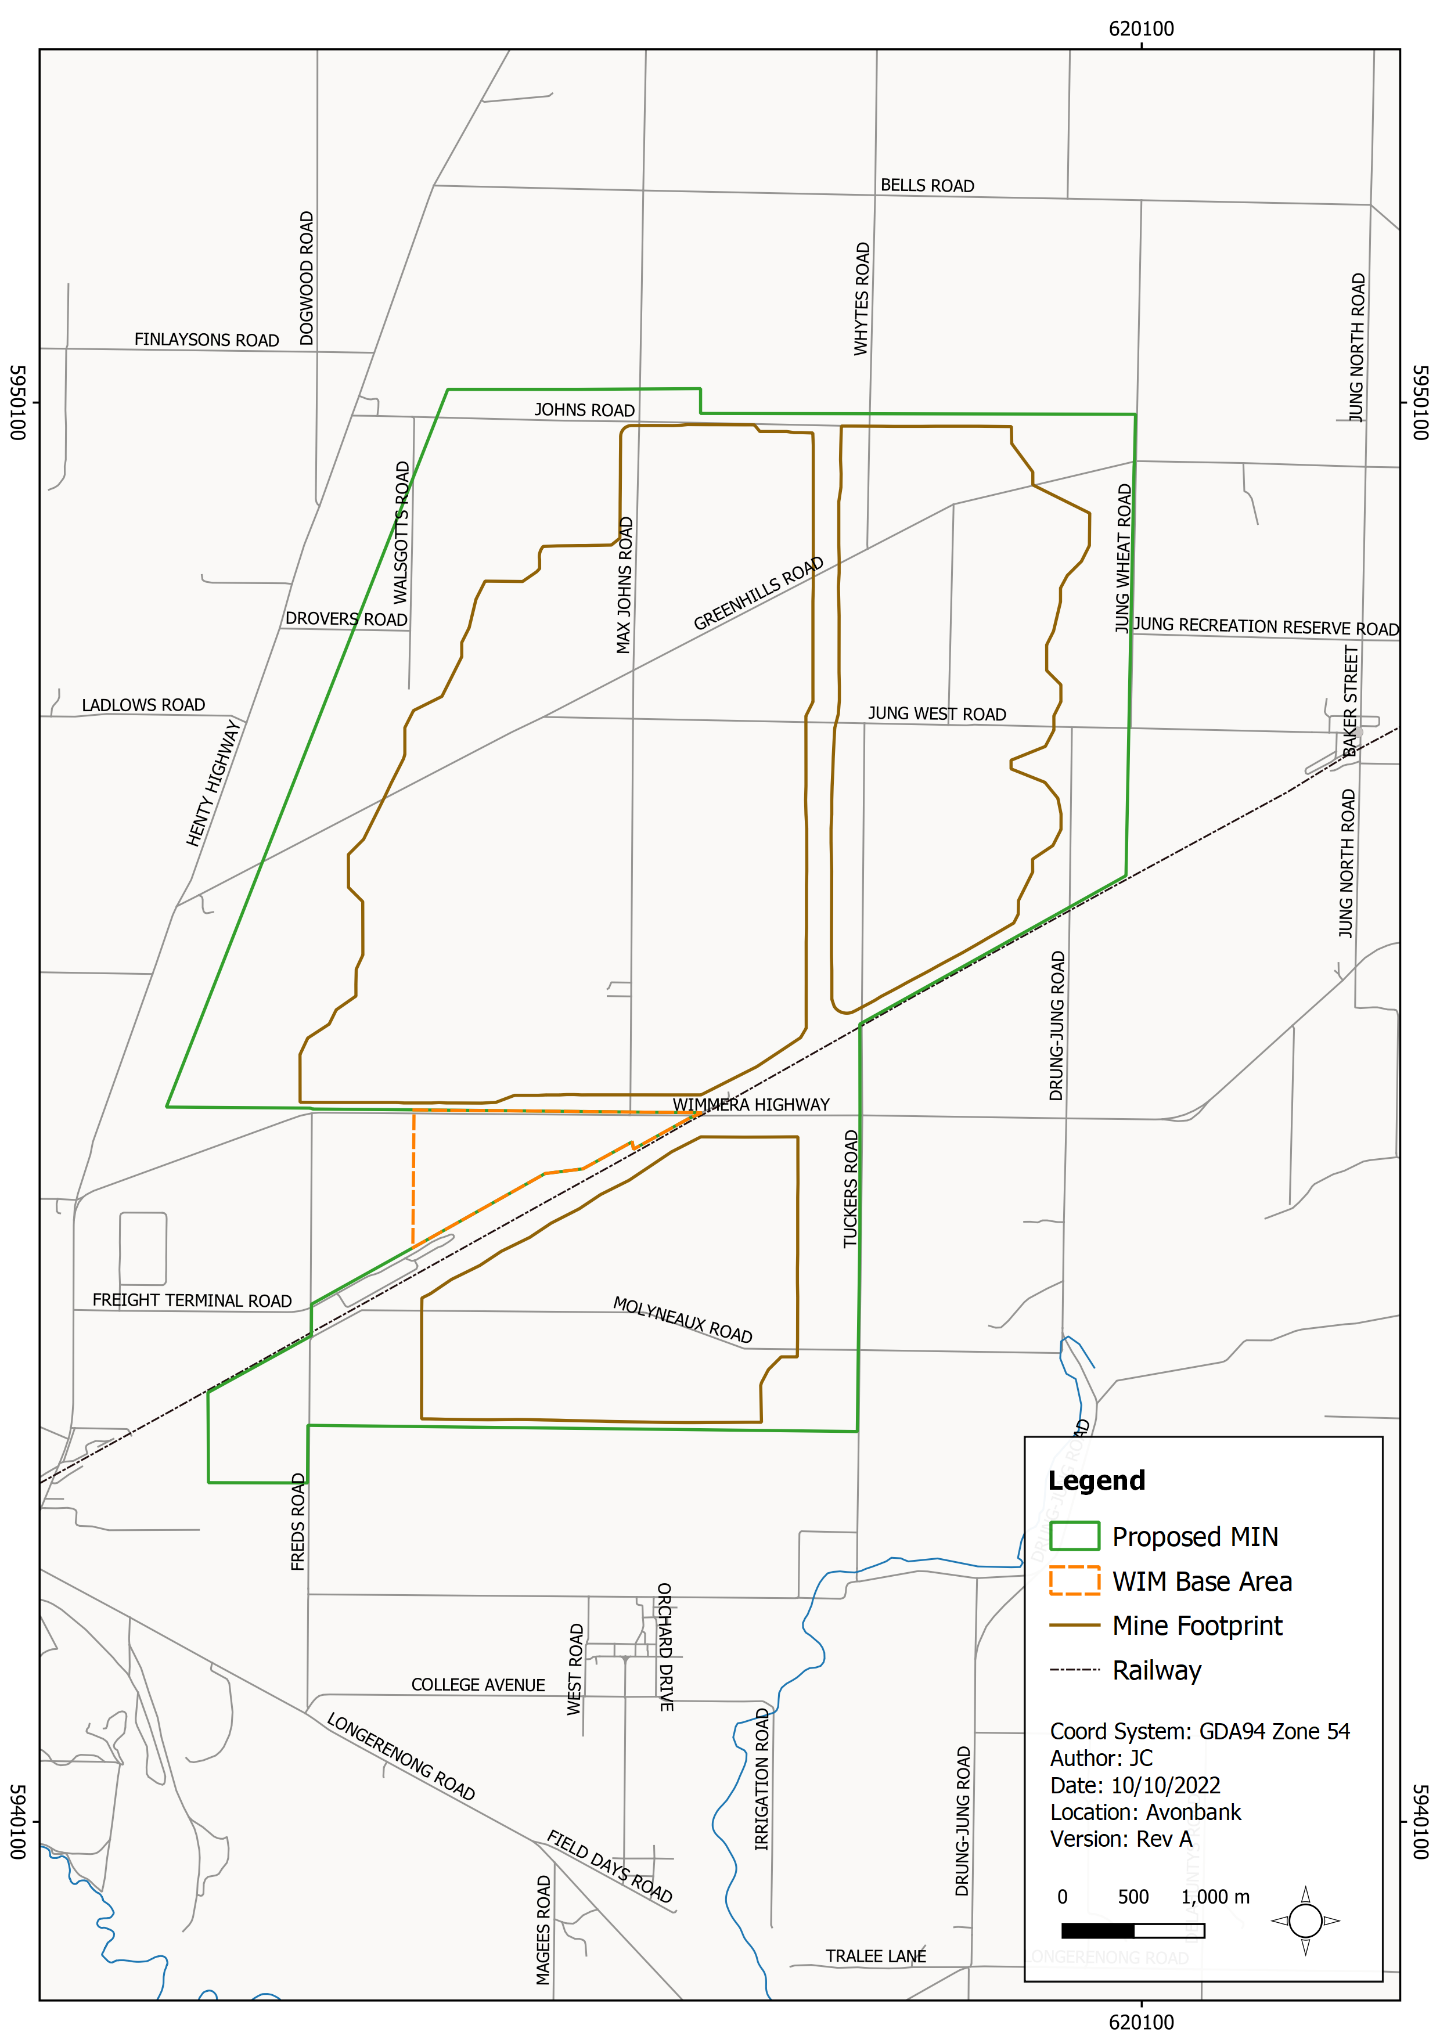 620100
BELLS ROAD
DOGWOOD ROAD
WHYTES ROAD
JUNG NORTH ROAD
FINLAYSONS ROAD
5950100
5950100
JOHNS ROAD
WALSGOTTS ROAD
MAX JOHNS ROAD
GREENHILLS ROAD
JUNG WHEAT ROAD
DROVERS ROAD
JUNG RECREATION RESERVE ROAD
BAKER STREET
LADLOWS ROAD
JUNG WEST ROAD
HENTY HIGHWAY
JUNG NORTH ROAD
DRUNG-JUNG ROAD
WIMMERA HIGHWAY
TUCKERS ROAD
FREIGHT TERMINAL ROAD
MOLYNEAUX ROAD
DRUNG-JUNG ROAD
FREDS ROAD
ORCHARD DRIVE
WEST ROAD
COLLEGE AVENUE
LONGERENONG ROAD
IRRIGATION ROAD
DRUNG-JUNG ROAD
FIELD DAYS ROAD
MAGEES ROAD
TRALEE LANE
LONGERENONG ROAD
5940100
5940100
Legend
Proposed MIN
WIM Base Area
Mine Footprint
Railway
Coord System: GDA94 Zone 54
Author: JC
Date: 10/10/2022
Location: Avonbank
Version: Rev A
0 500 1,000 m
620100